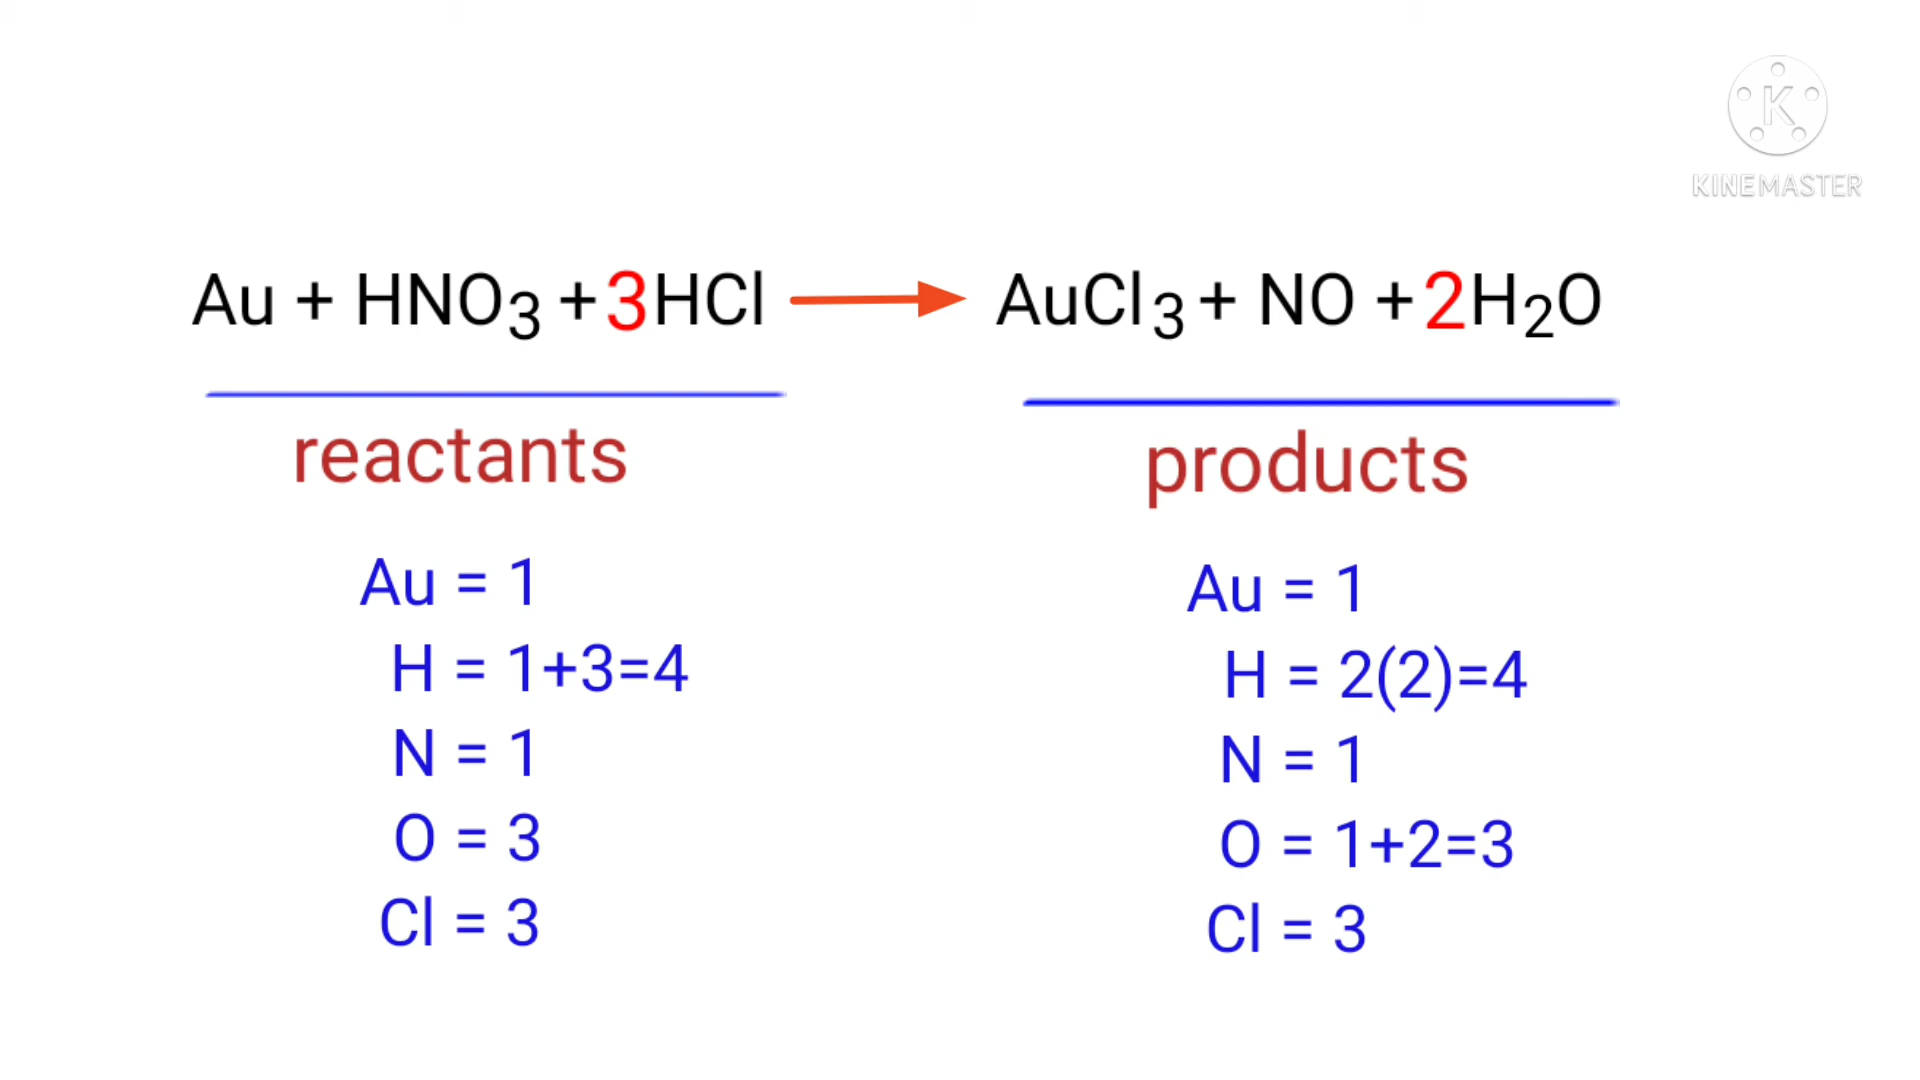 K
KINEMASTER
Au + HNO3 + 3HCl → AuCl3 + NO + 2H2O
reactants
products
Au = 1
H = 1+3=4
N = 1
O = 3
Cl = 3
Au = 1
H = 2(2)=4
N = 1
O = 1+2=3
Cl = 3